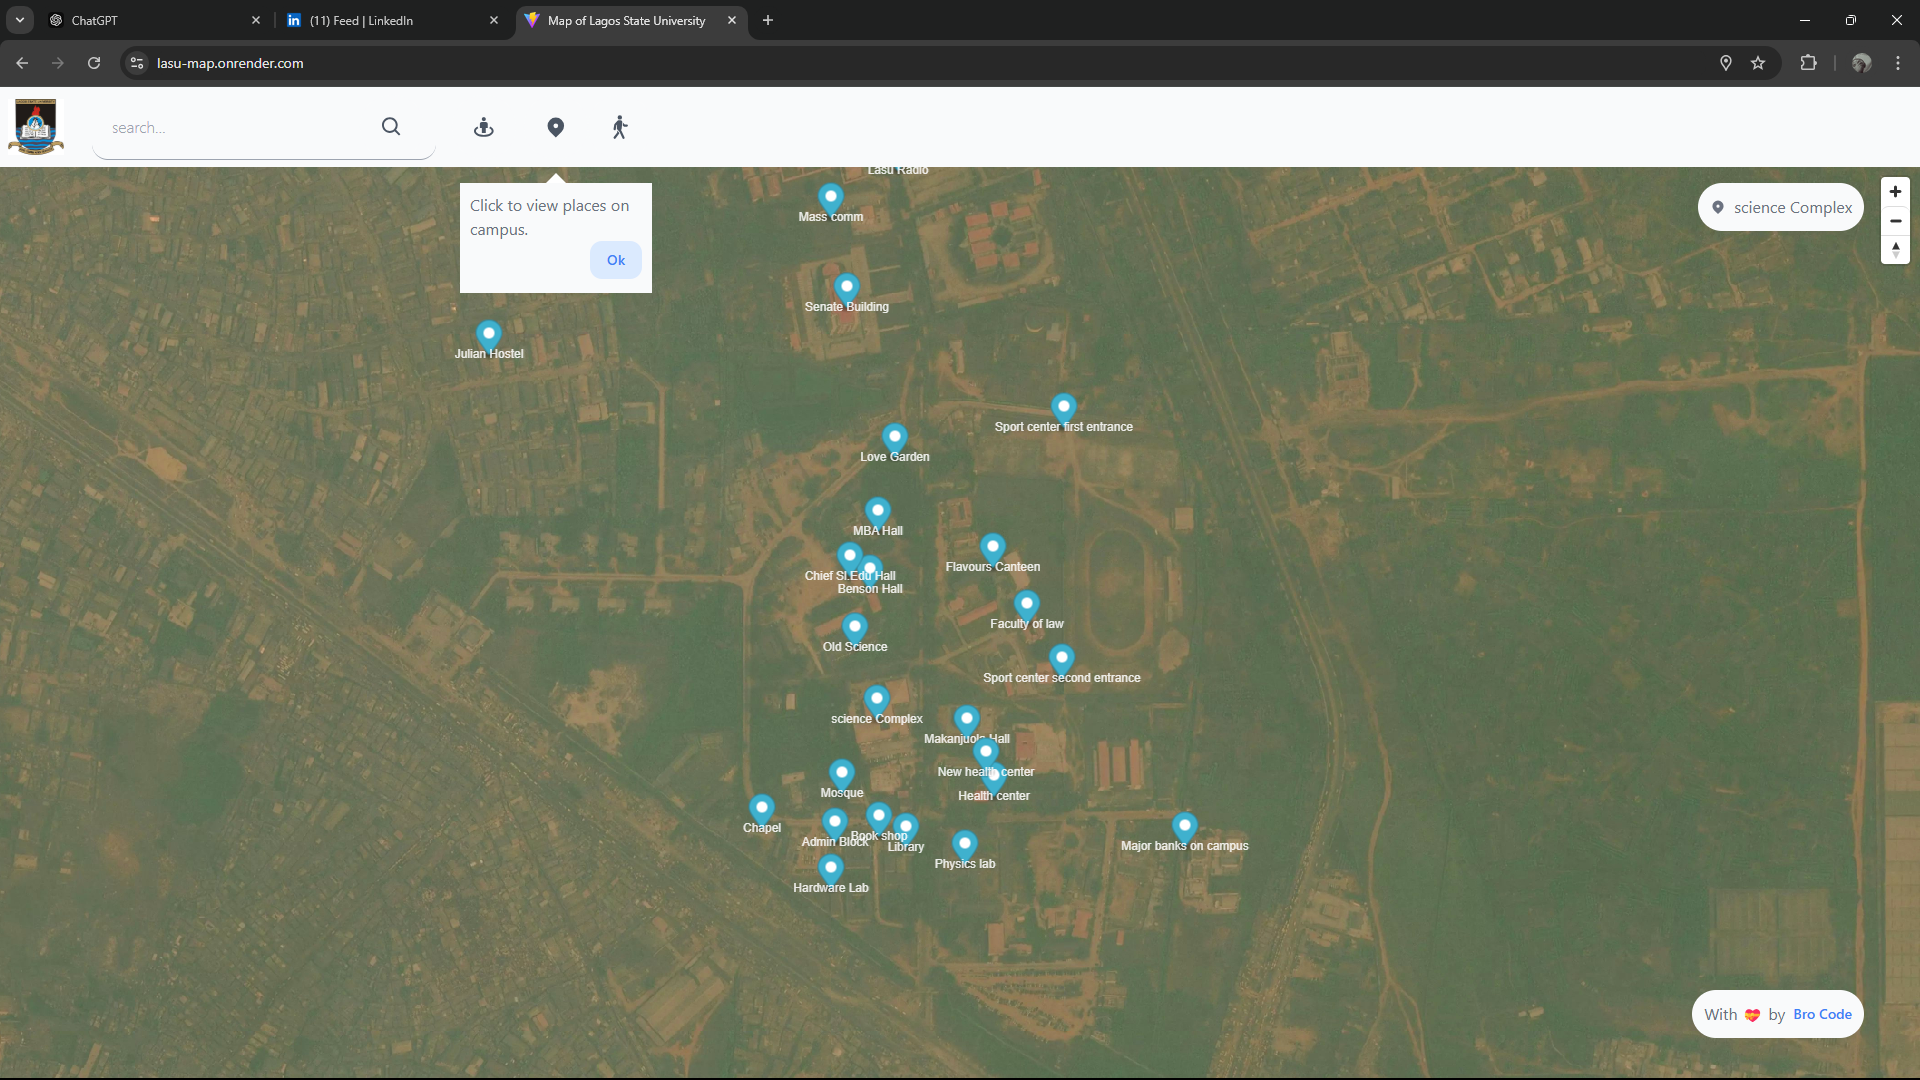 ChatGPT
(11) Feed | LinkedIn
Map of Lagos State University
lasu-map.onrender.com
search...
Click to view places on
campus.
Ok
science Complex
Lasu Radio
Mass comm
Senate Building
Julian Hostel
Sport center first entrance
Love Garden
MBA Hall
Flavours Canteen
Chief SI.Edu Hall
Benson Hall
Faculty of law
Old Science
Sport center second entrance
science Complex
Makanjuola Hall
New health center
Mosque
Health center
Chapel
Admin Block
Book shop
Library
Major banks on campus
Physics lab
Hardware Lab
With by Bro Code